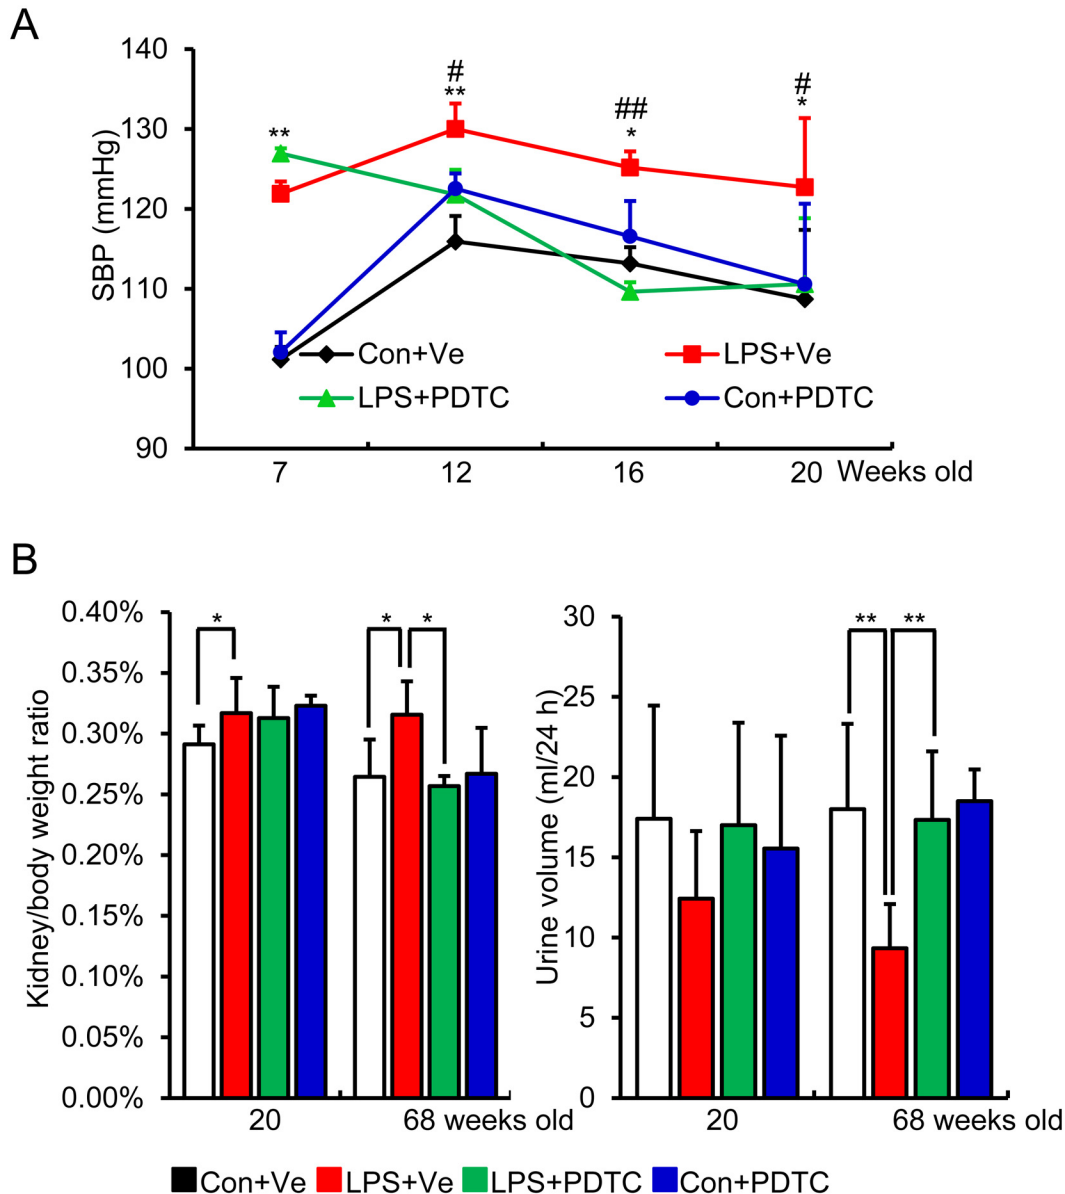 A
SBP (mmHg)
140
130
120
110
100
90
#
**
**
##
*
#
*
Con+Ve LPS+Ve
LPS+PDTC Con+PDTC
7 12 16 20 Weeks old
B
Kidney/body weight ratio
0.40%
0.35%
0.30%
0.25%
0.20%
0.15%
0.10%
0.05%
0.00%
* * *
20 68 weeks old
Urine volume (ml/24 h)
30
25
20
15
10
5
0
** **
20 68 weeks old
Con+Ve LPS+Ve LPS+PDTC Con+PDTC